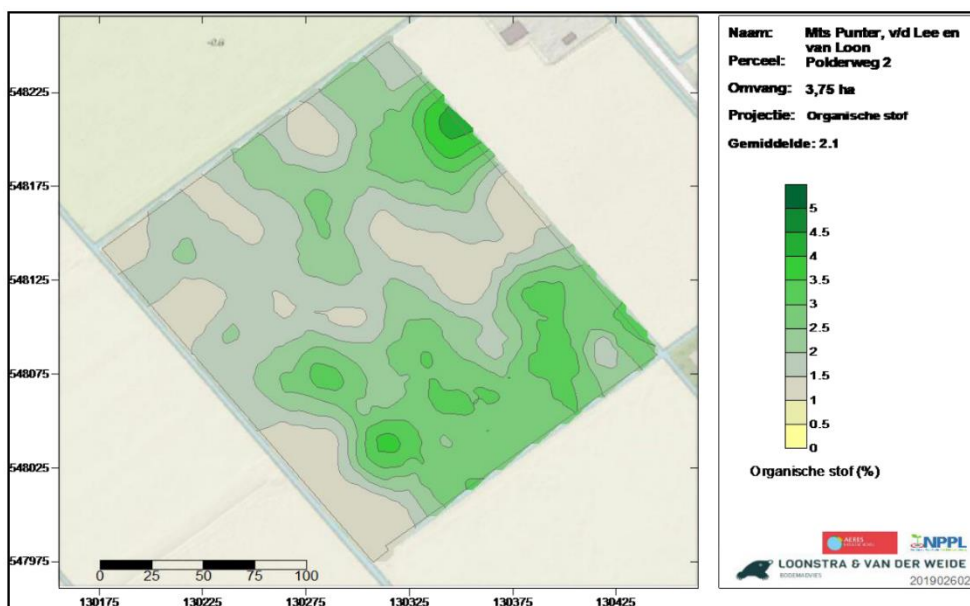 548225
548175
548125
548075
548025
547975
0 25 50 75 100
130175 130225 130275 130325 130375 130425
Naam: Mts Punter, v/d Lee en
van Loon
Perceel: Polderweg 2
Omvang: 3,75 ha
Projectie: Organische stof
Gemiddelde: 2.1
5
4.5
4
3.5
3
2.5
2
1.5
1
0.5
0
Organische stof (%)
AERES
NPPL
LOONSTRA & VAN DER WEIDE
BODEMADVIES
201902602